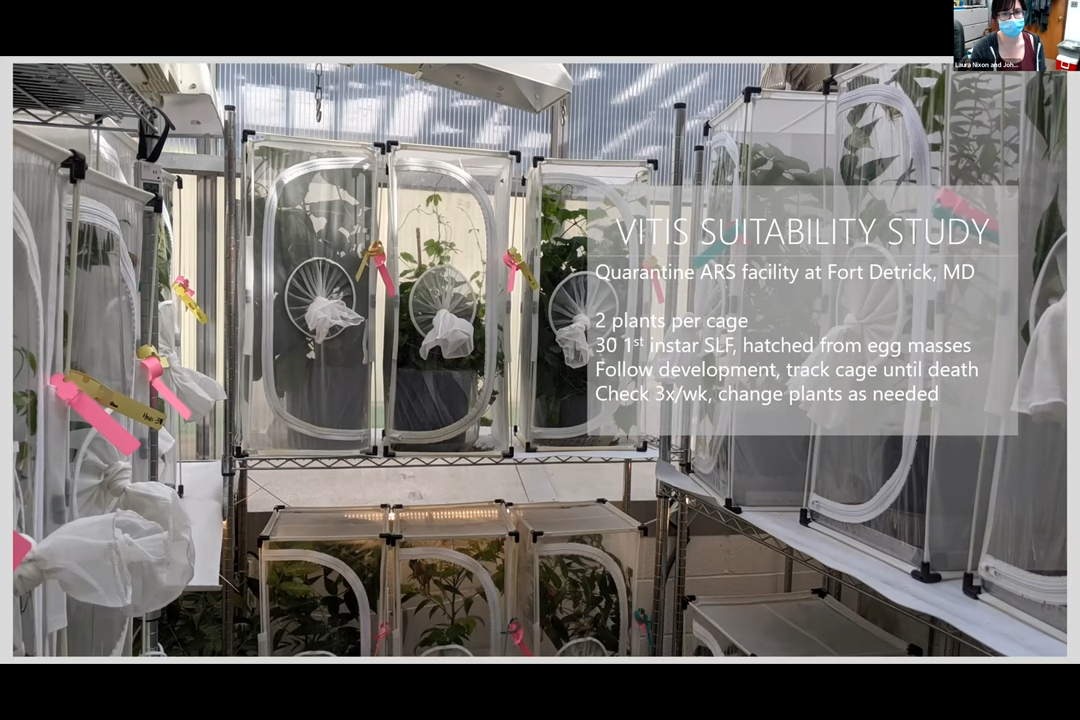 Laura Nixon and Joh...
VITIS SUITABILITY STUDY
Quarantine ARS facility at Fort Detrick, MD
2 plants per cage
30 1st instar SLF, hatched from egg masses
Follow development, track cage until death
Check 3x/wk, change plants as needed